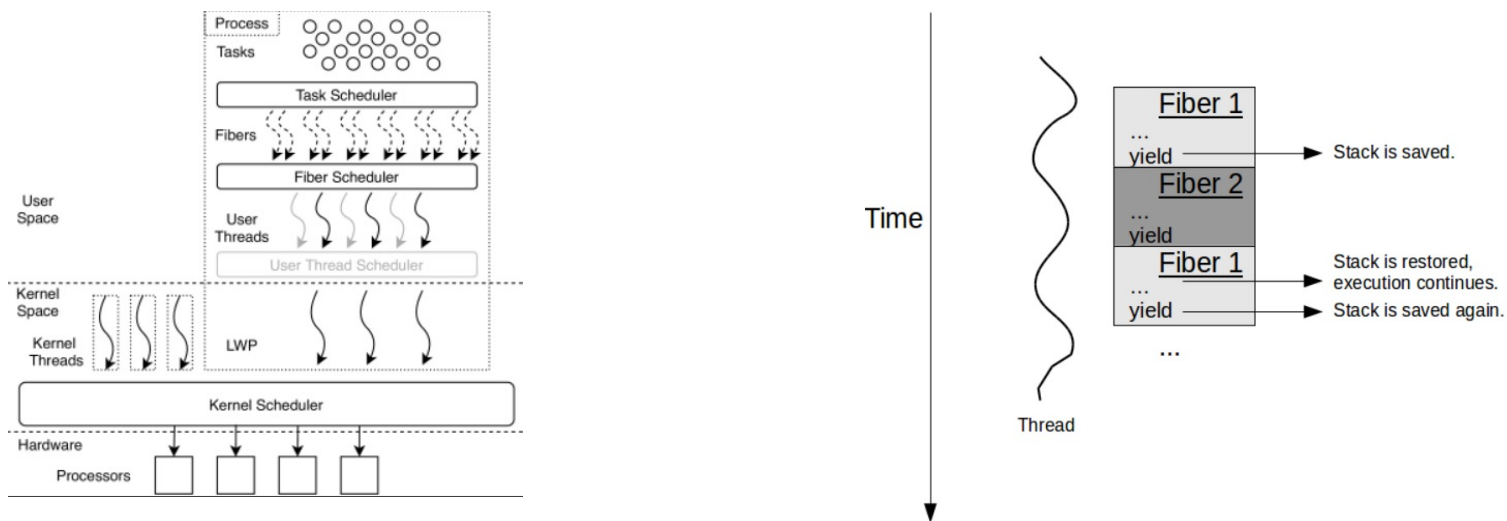 Process
Tasks
Task Scheduler
Fibers
Fiber Scheduler
User
Space
User
Threads
User Thread Scheduler
Kernel
Space
Kernel
Threads
LWP
Kernel Scheduler
Hardware
Processors
Time
Thread
Fiber 1
...
yield
Stack is saved.
Fiber 2
...
yield
Fiber 1
...
Stack is restored,
execution continues.
yield
Stack is saved again.
...